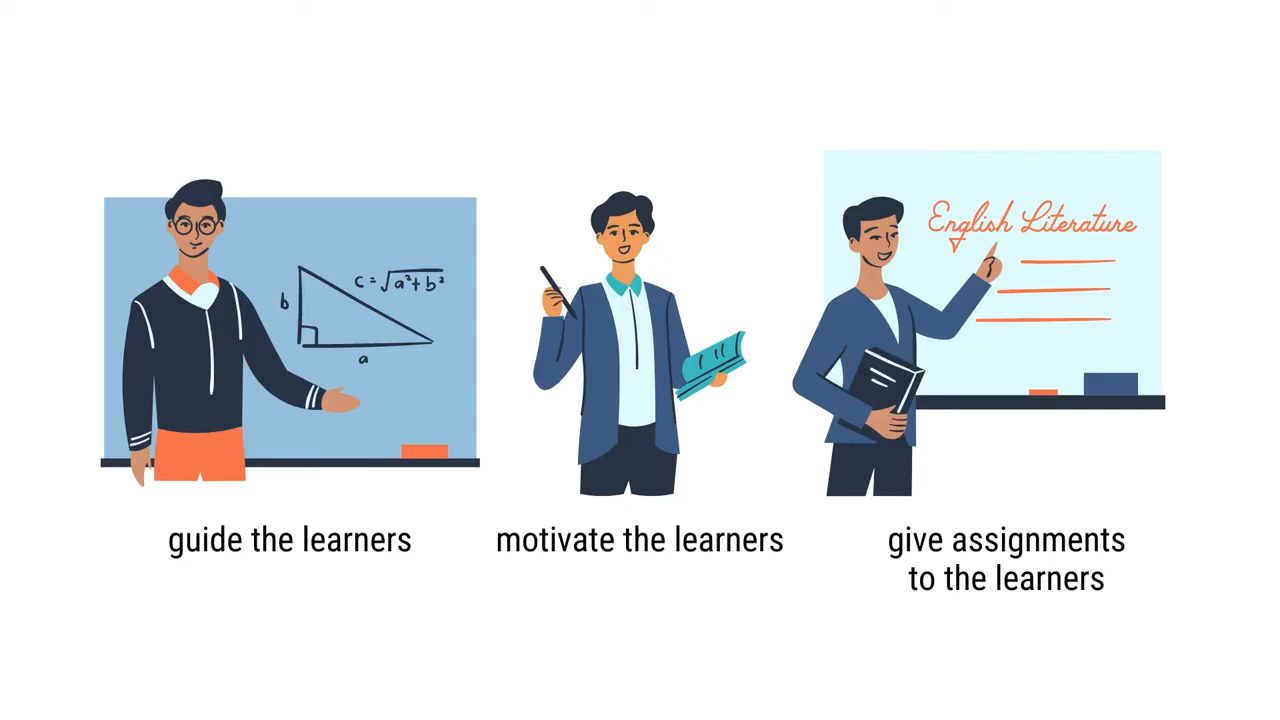 b
c = √a²+b²
a
guide the learners
motivate the learners
English Literature
give assignments
to the learners